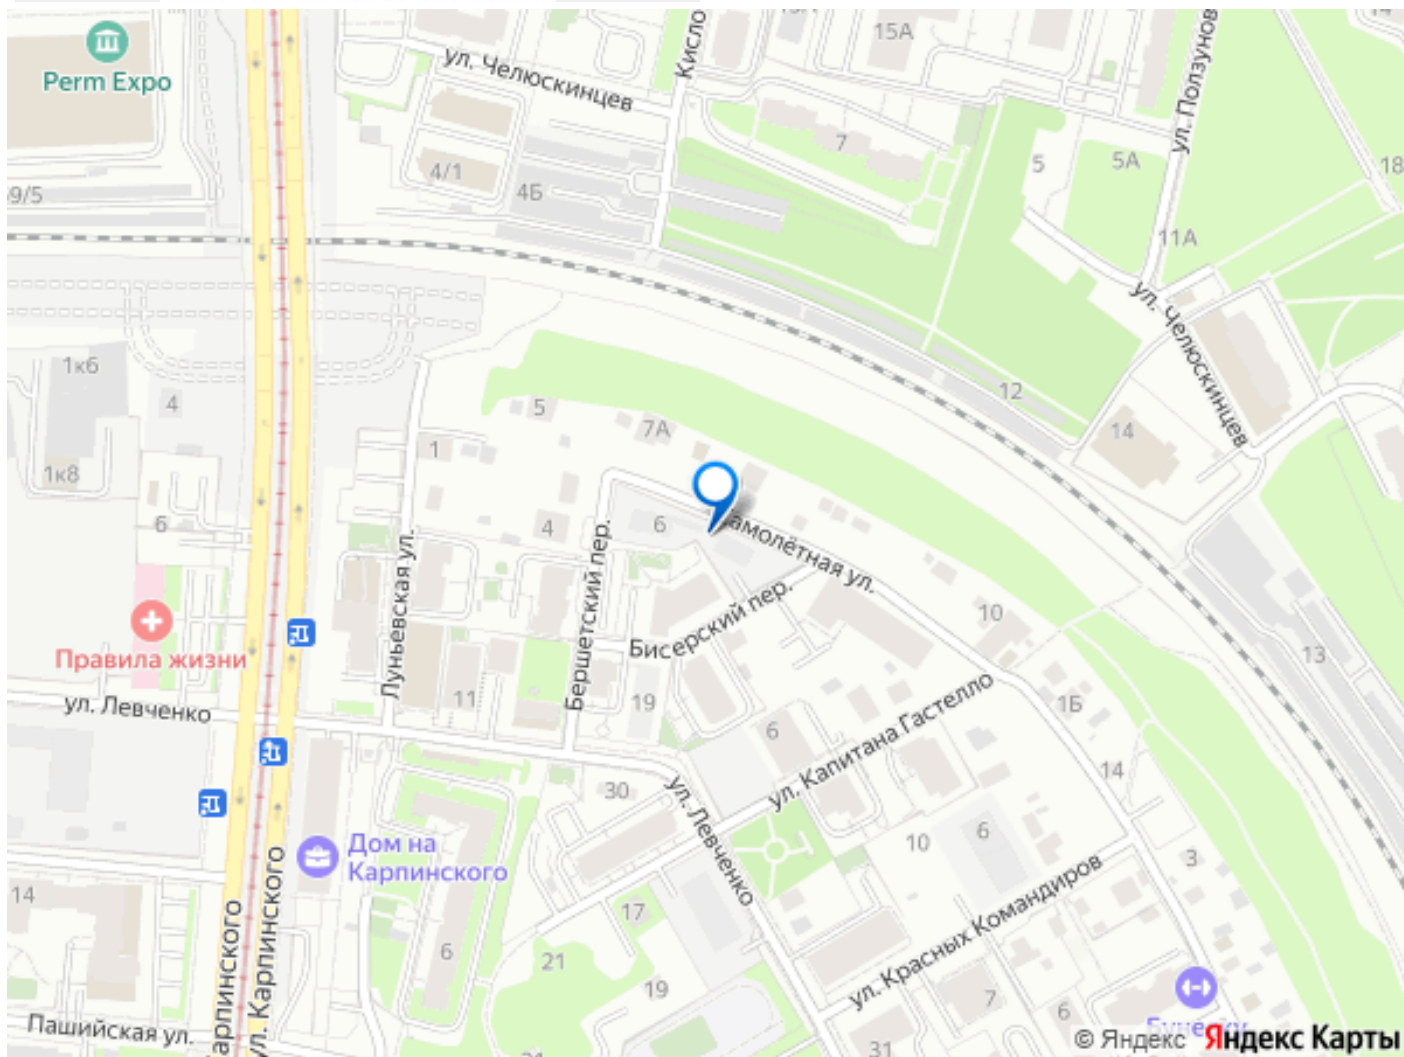 Perm Expo
ул. Челюскинцев
Кисло
15А
ул. Ползунов
14
4/1
4Б
7
5
5А
18
9/5
11А
ул. Челюскинцев
1к6
4
1к8
6
1
5
7А
12
14
4
6
Самолётная ул.
Луньевская ул.
Бершетский пер.
Бисерский пер.
10
13
Правила жизни
ул. Левченко
11
19
6
ул. Капитана Гастелло
1Б
14
30
ул. Левченко
10
6
3
Дом на
Карпинского
ул. Красных Командиров
14
17
6
21
19
7
6
31
Карпинского
ул. Карпинского
Пашийская ул.
© Яндекс Яндекс Карты